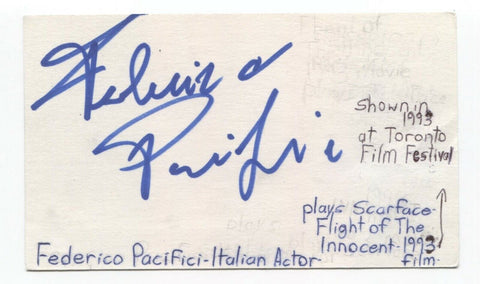 Federico
Pacifici
Shown in
1993
at Toronto
Film Festival
plays Scarface-
Flight of The
Innocent-1993
film-
Federico Pacifici-Italian Actor-